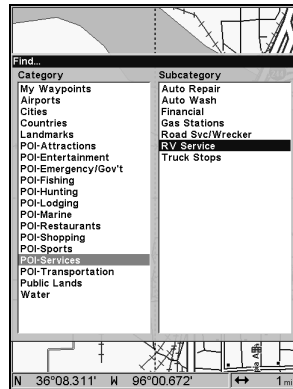 Find...
Category
My Waypoints
Airports
Cities
Countries
Landmarks
POI-Attractions
POI-Entertainment
POI-Emergency/Gov't
POI-Fishing
POI-Hunting
POI-Lodging
POI-Marine
POI-Restaurants
POI-Shopping
POI-Sports
POI-Services
POI-Transportation
Public Lands
Water
Subcategory
Auto Repair
Auto Wash
Financial
Gas Stations
Road Svc/Wrecker
RV Service
Truck Stops
N 36°08.311' W 96°00.672' ↔ 1 mi